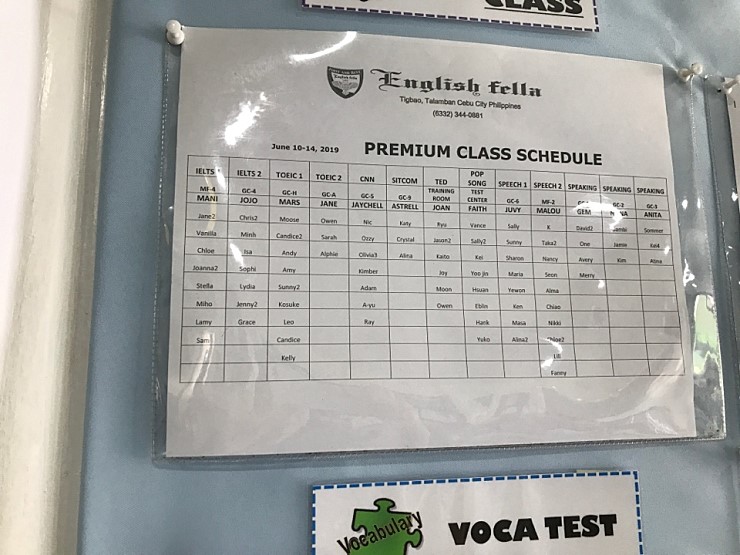 CLASS
English fella
Tigbao, Talamban Cebu City Philippines
(6332) 344-0881
June 10-14, 2019 PREMIUM CLASS SCHEDULE
IELTS IELTS 2 TOEIC 1 TOEIC 2 CNN SITCOM TED POP SONG SPEECH 1 SPEECH 2 SPEAKING SPEAKING SPEAKING
MF-4 GC-4 GC-H GC-A GC-5 GC-9 TRAINING ROOM TEST CENTER GC-6 MF-2 GC-2 GC-3
MANI JOJO MARS JANE JAYCHELL ASTRELL JOAN FAITH JUVY MALOU GEM ANITA
Jane2 Chris2 Moose Owen Nic Katy Ryu Vance Sally K David2 Sommer
Vanilla Minh Candice2 Sarah Ozzy Crystal Jason2 Sally2 Sunny Taka2 One Jamie
Chloe Isa Andy Alphie Olivia3 Alina Kaito Kei Sharon Nancy Avery Kim
Joanna2 Sophi Amy Kimber Joy Yoo jin Maria Seon Merry
Stella Lydia Sunny2 Adam Moon Hsuan Yewon Alma
Miho Jenny2 Kosuke A-yu Owen Eblin Ken Chiao
Lamy Grace Leo Ray Hank Masa Nikki
Sam Candice Yuko Alina2 Chloe2
Kelly Lili
Fanny
Vocabulary VOCA TEST